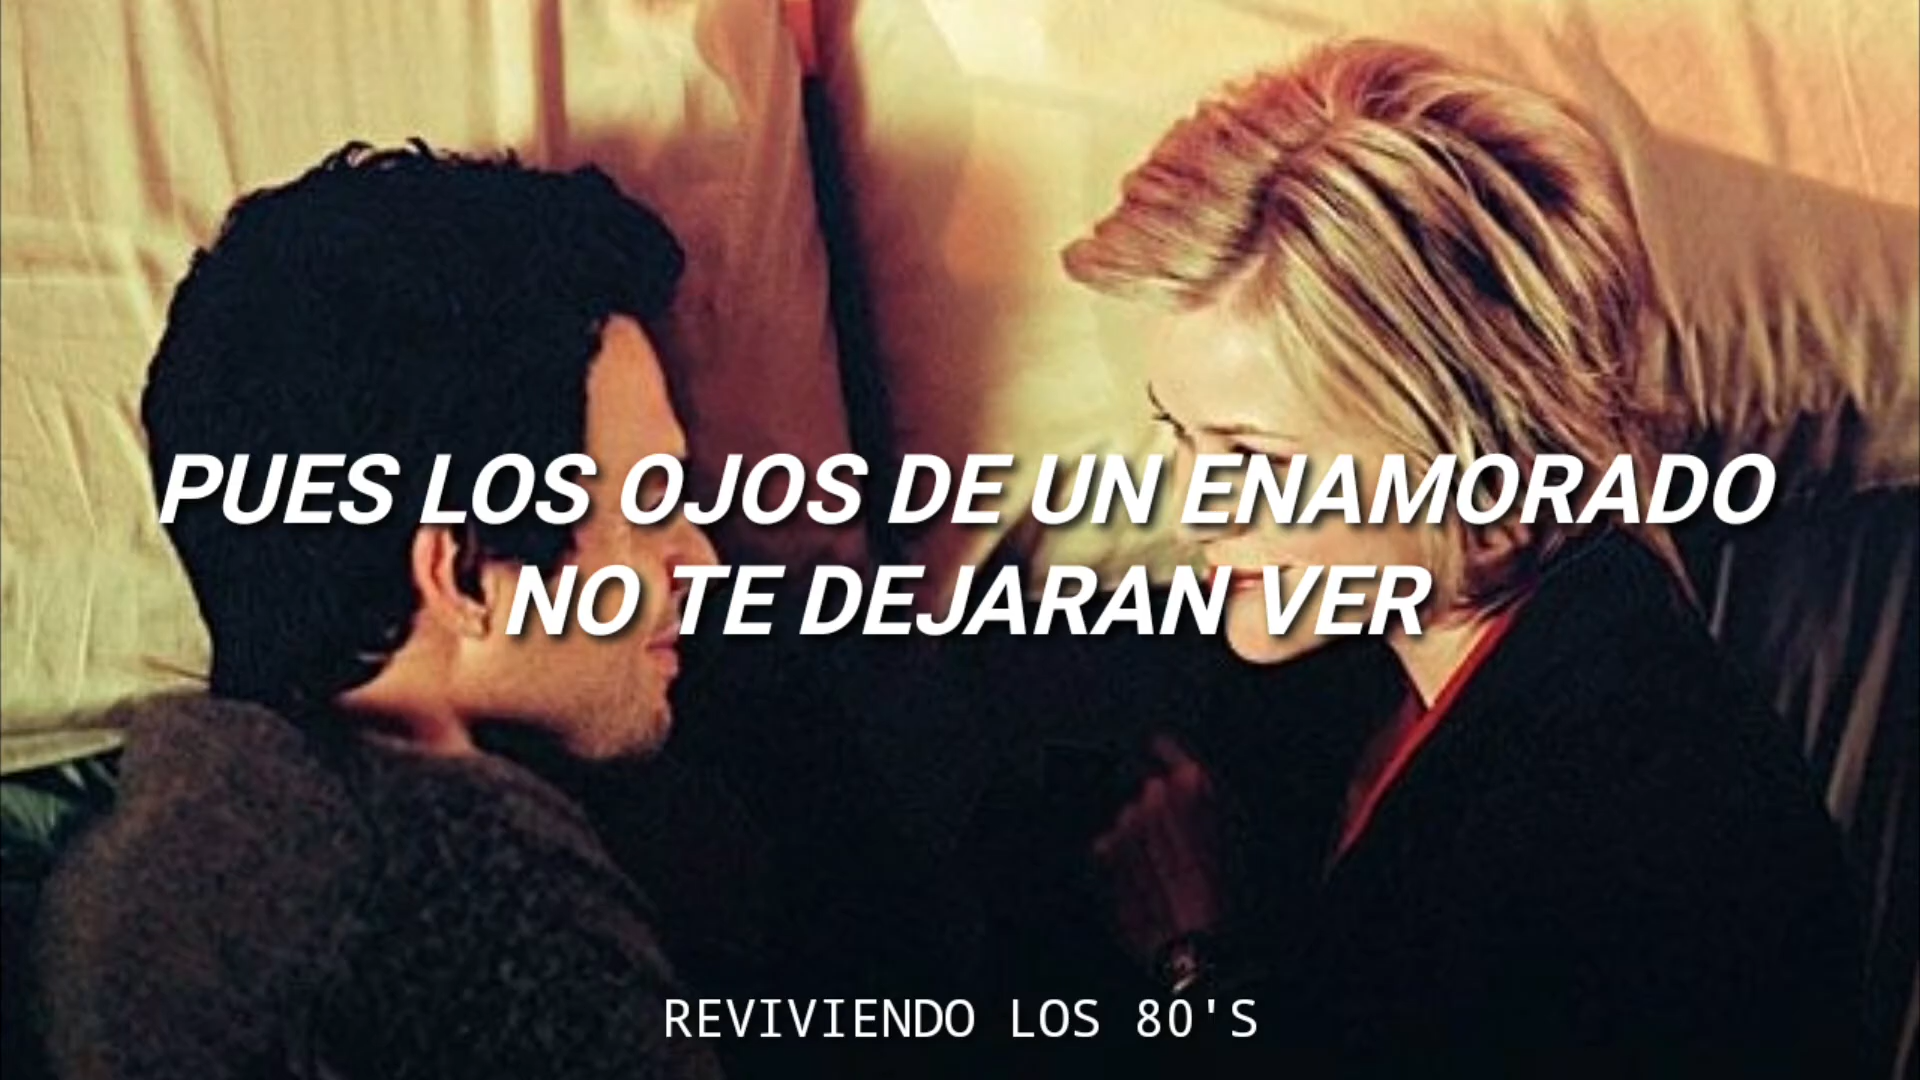 PUES LOS OJOS DE UN ENAMORADO
NO TE DEJARAN VER
REVIVIENDO LOS 80'S